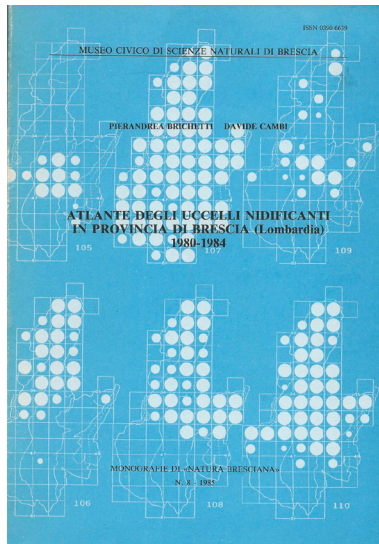 ISSN 0390-6639
MUSEO CIVICO DI SCIENZE NATURALI DI BRESCIA
PIERANDREA BRICHETTI DAVIDE CAMBI
ATLANTE DEGLI UCCELLI NIDIFICANTI
IN PROVINCIA DI BRESCIA (Lombardia)
1980-1984
105
107
109
MONOGRAFIE DI «NATURA BRESCIANA»
N. 8 - 1985
106
108
110